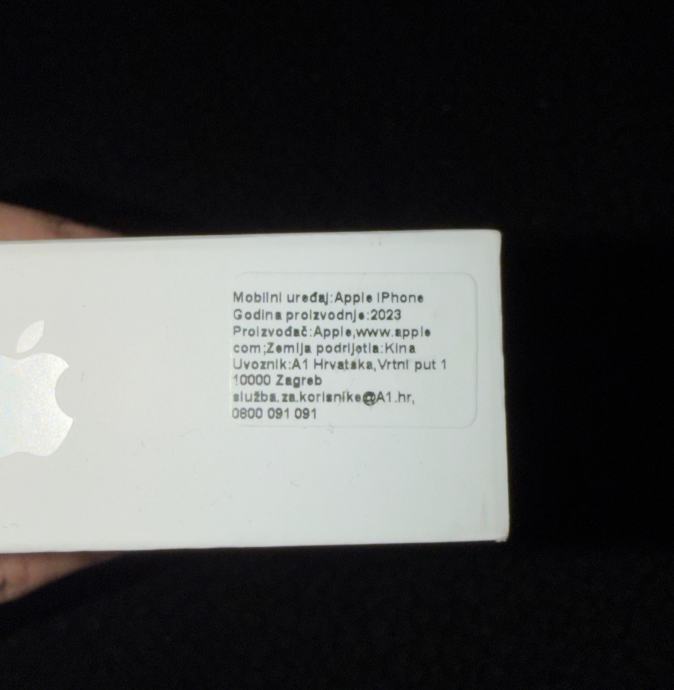 Mobilni uređaj:Apple iPhone
Godina proizvodnje:2023
Proizvođač:Apple,www.apple
com;Zemlja podrijetla:Kina
Uvoznik:A1 Hrvatska,Vrtni put 1
10000 Zagreb
služba.za.korisnike@A1.hr,
0800 091 091